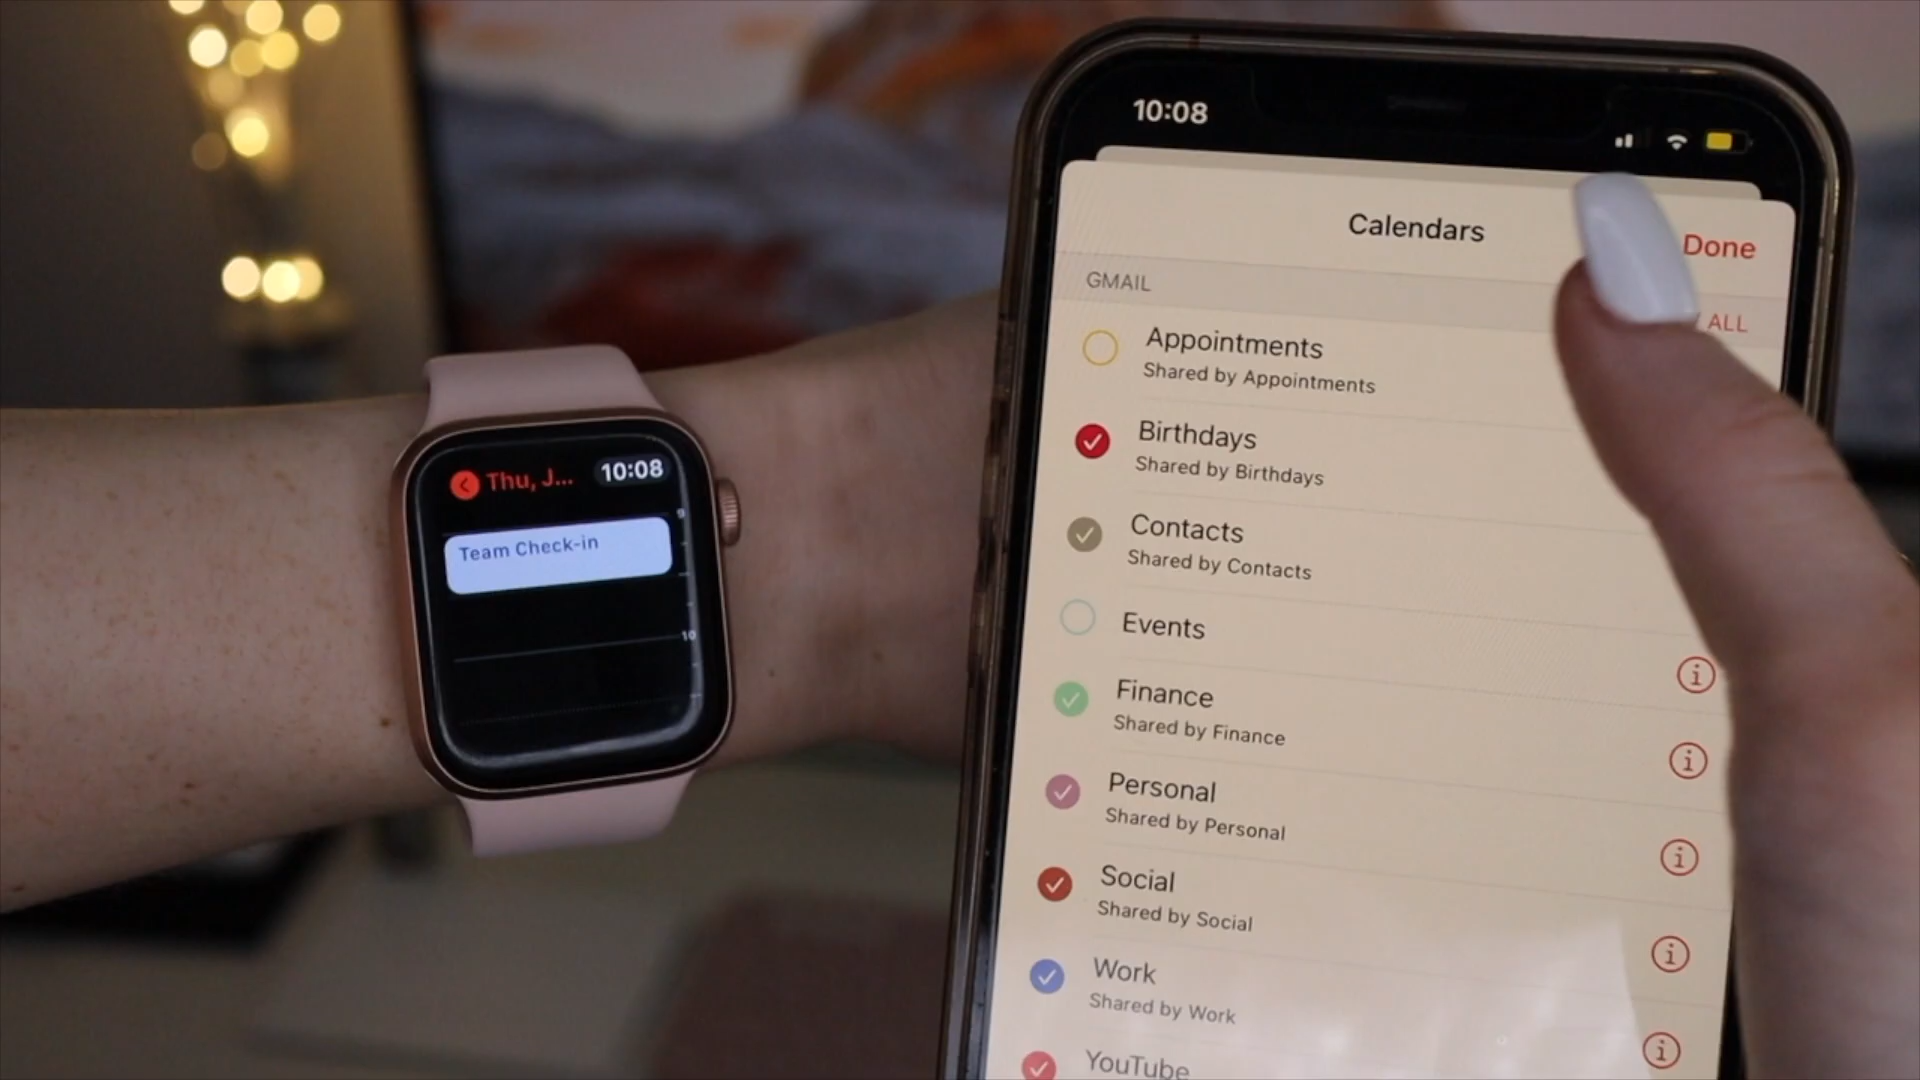 Thu, J... 10:08
9
Team Check-in
10
10:08
Calendars
Done
GMAIL
ALL
Appointments
Shared by Appointments
Birthdays
Shared by Birthdays
Contacts
Shared by Contacts
Events
Finance
Shared by Finance
Personal
Shared by Personal
Social
Shared by Social
Work
Shared by Work
YouTube